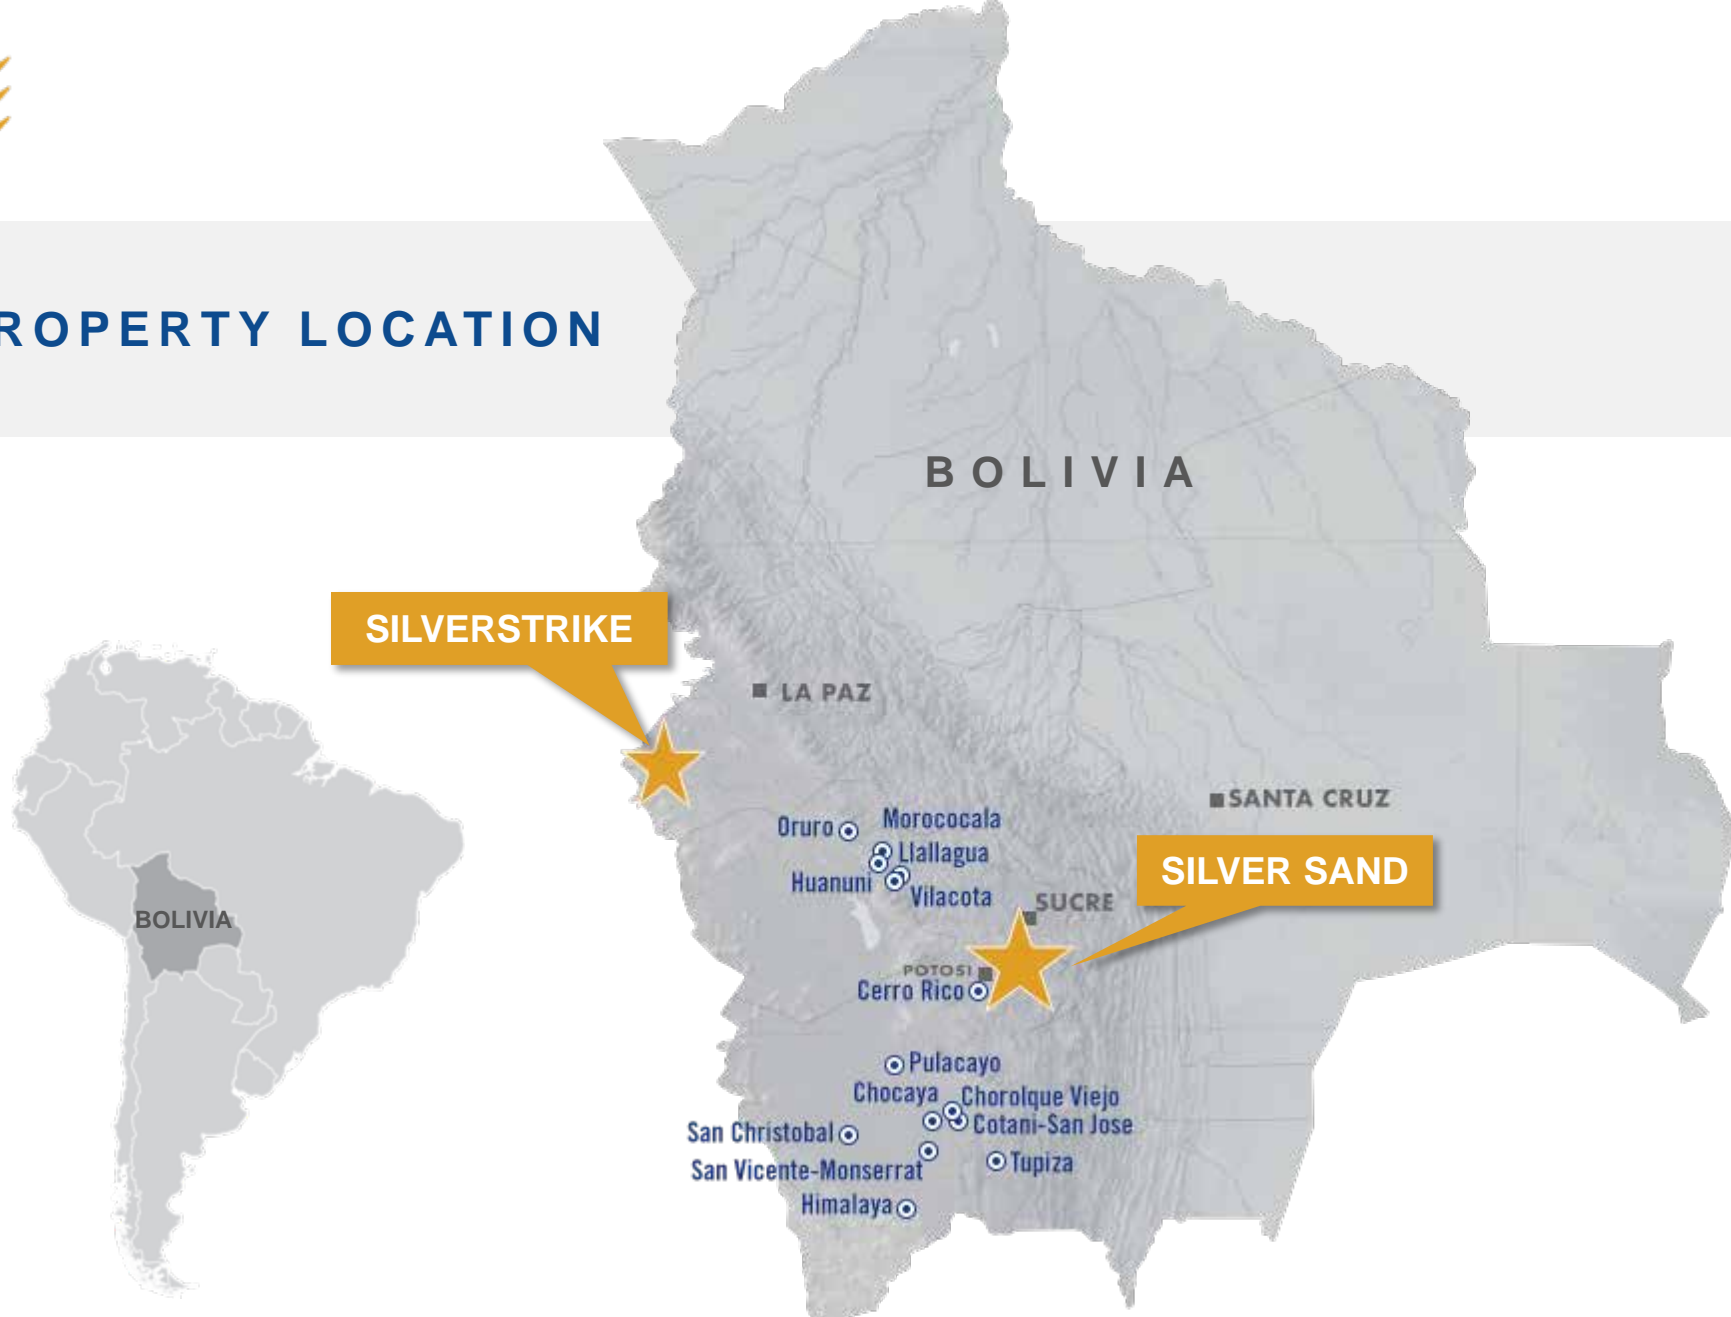 ROPERTY LOCATION
BOLIVIA
SILVERSTRIKE
LA PAZ
SANTA CRUZ
Oruro
Morococala
Llallagua
Huanuni
Vilacota
SILVER SAND
SUCRE
BOLIVIA
POTOSI
Cerro Rico
Pulacayo
Chocaya
Chorolque Viejo
Cotani-San Jose
San Christobal
San Vicente-Monserrat
Tupiza
Himalaya